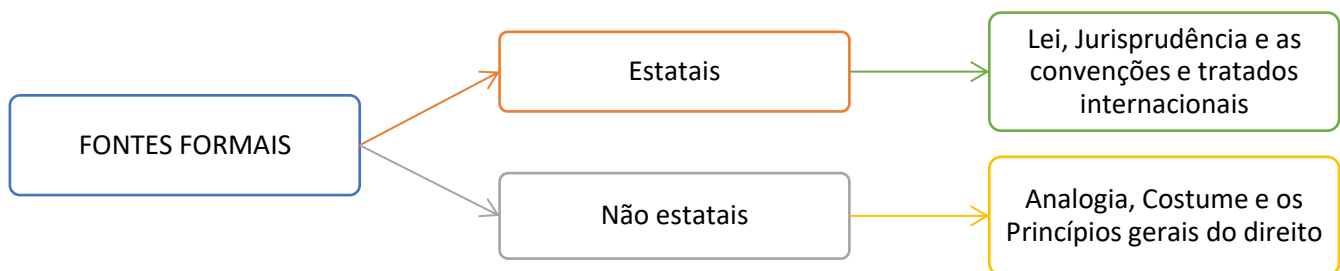 FONTES FORMAIS
Estatais
Lei, Jurisprudência e as
convenções e tratados
internacionais
Não estatais
Analogia, Costume e os
Princípios gerais do direito